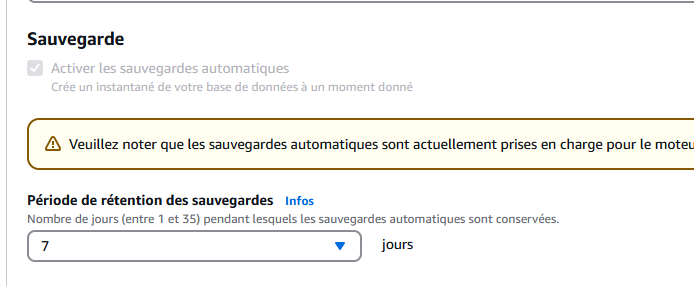 Sauvegarde
Activer les sauvegardes automatiques
Crée un instantané de votre base de données à un moment donné
Veuillez noter que les sauvegardes automatiques sont actuellement prises en charge pour le moteu
Période de rétention des sauvegardes Infos
Nombre de jours (entre 1 et 35) pendant lesquels les sauvegardes automatiques sont conservées.
7 jours